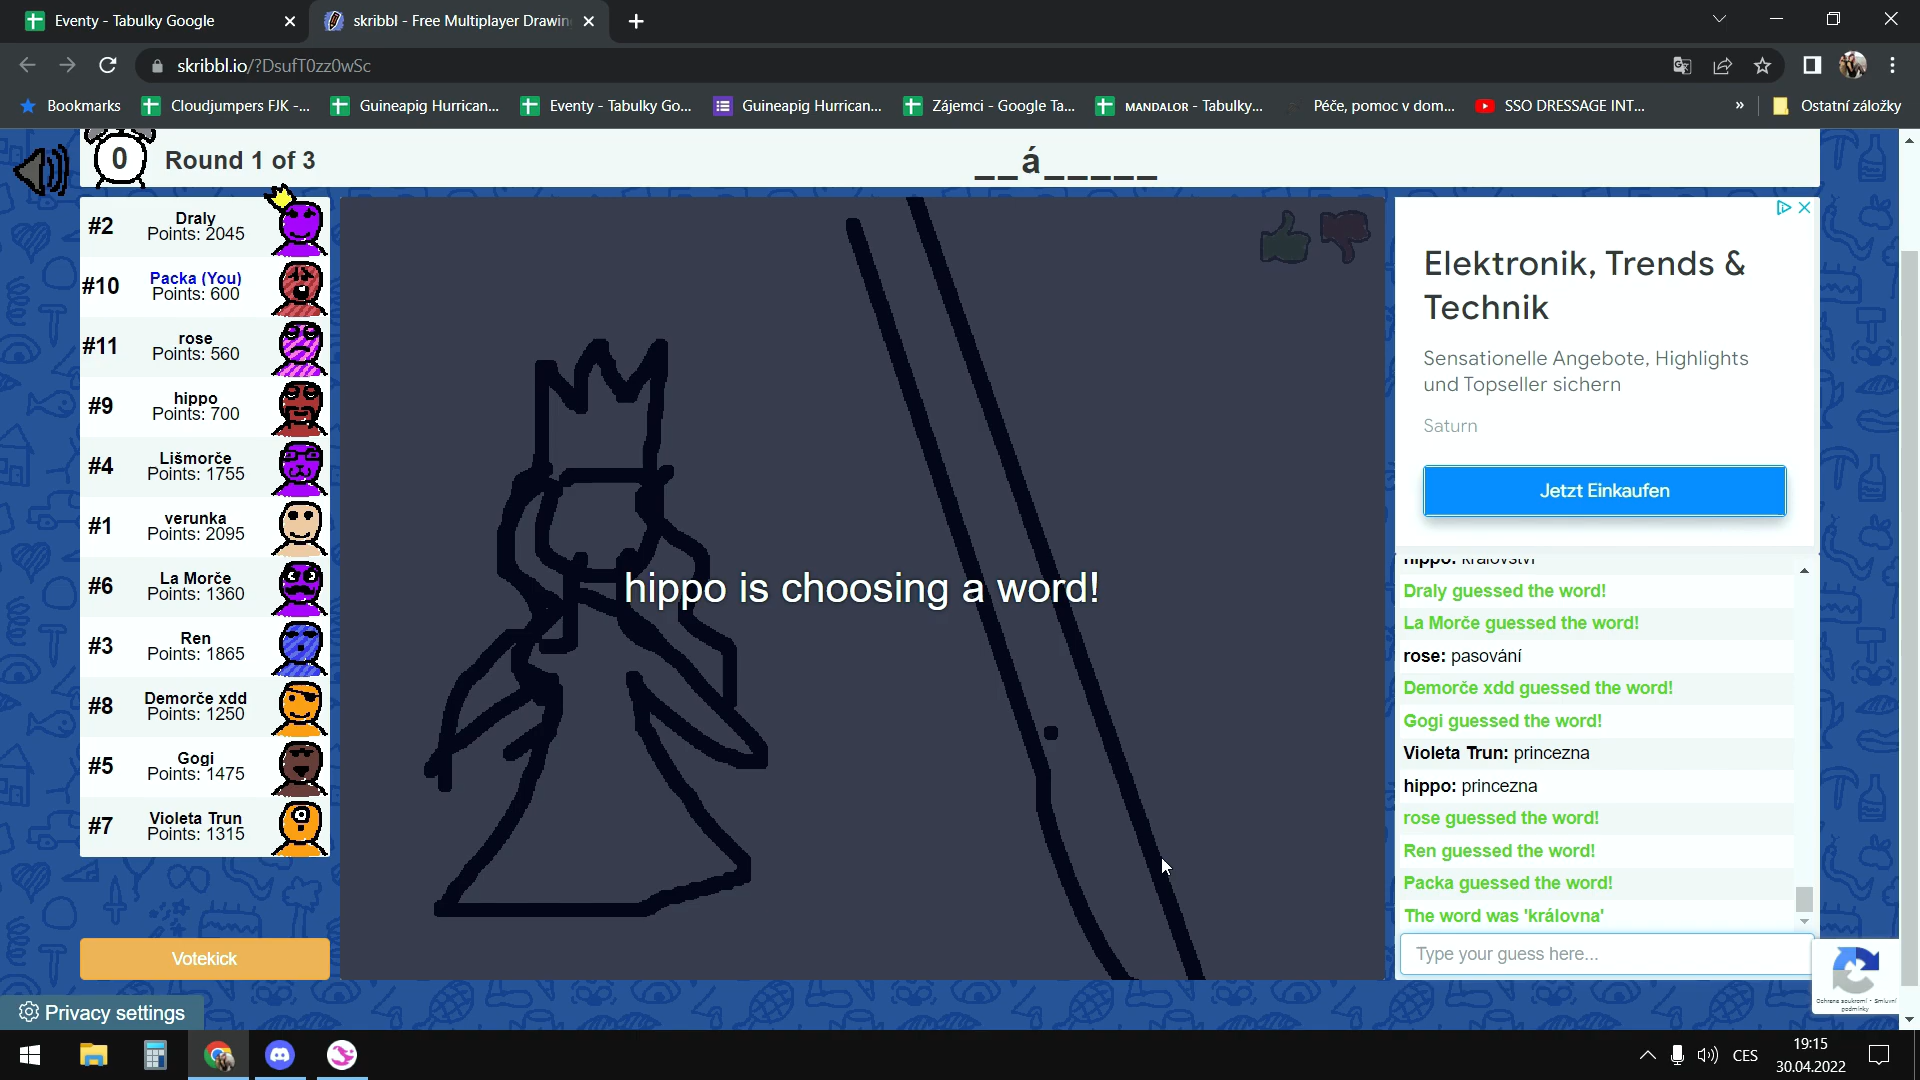 Eventy - Tabulky Google
skribbl - Free Multiplayer Drawin
skribbl.io/?DsufT0zz0wSc
Bookmarks
Cloudjumpers FJK -...
Guineapig Hurrican...
Eventy - Tabulky Go...
Guineapig Hurrican...
Zájemci - Google Ta...
MANDALOR - Tabulky...
Péče, pomoc v dom...
SSO DRESSAGE INT...
»
Ostatní záložky
0
Round 1 of 3
__á_____
#2
Draly
Points: 2045
#10
Packa (You)
Points: 600
#11
rose
Points: 560
#9
hippo
Points: 700
#4
Lišmorče
Points: 1755
#1
verunka
Points: 2095
#6
La Morče
Points: 1360
#3
Ren
Points: 1865
#8
Demorče xdd
Points: 1250
#5
Gogi
Points: 1475
#7
Violeta Trun
Points: 1315
Votekick
Privacy settings
hippo is choosing a word!
Elektronik, Trends &
Technik
Sensationelle Angebote, Highlights
und Topseller sichern
Saturn
Jetzt Einkaufen
hippo: království
Draly guessed the word!
La Morče guessed the word!
rose: pasování
Demorče xdd guessed the word!
Gogi guessed the word!
Violeta Trun: princezna
hippo: princezna
rose guessed the word!
Ren guessed the word!
Packa guessed the word!
The word was 'královna'
Type your guess here...
Ochrana soukromí - Smluvní
podmínky
CES
19:15
30.04.2022